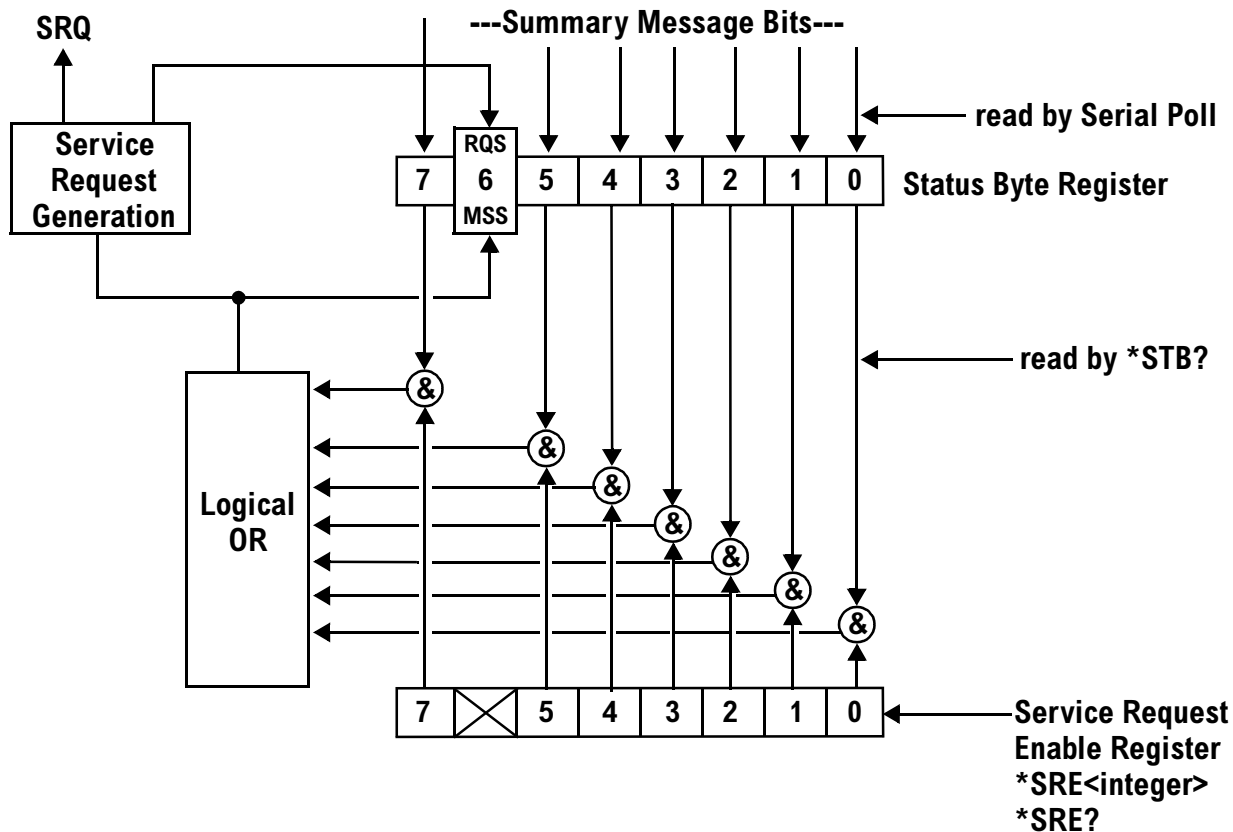 ---Summary Message Bits---
SRQ
read by Serial Poll
Service
Request
Generation
RQS
7 6 5 4 3 2 1 0
MSS
Status Byte Register
read by *STB?
&
&
&
&
&
&
&
Logical
OR
7 5 4 3 2 1 0
Service Request
Enable Register
*SRE<integer>
*SRE?